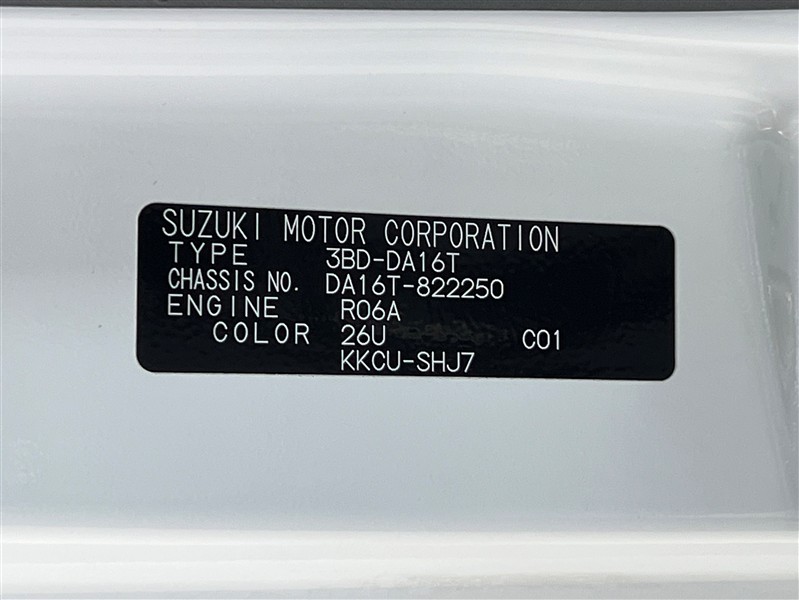 SUZUKI MOTOR CORPORATION
TYPE 3BD-DA16T
CHASSIS NO. DA16T-822250
ENGINE R06A
COLOR 26U C01
KKCU-SHJ7